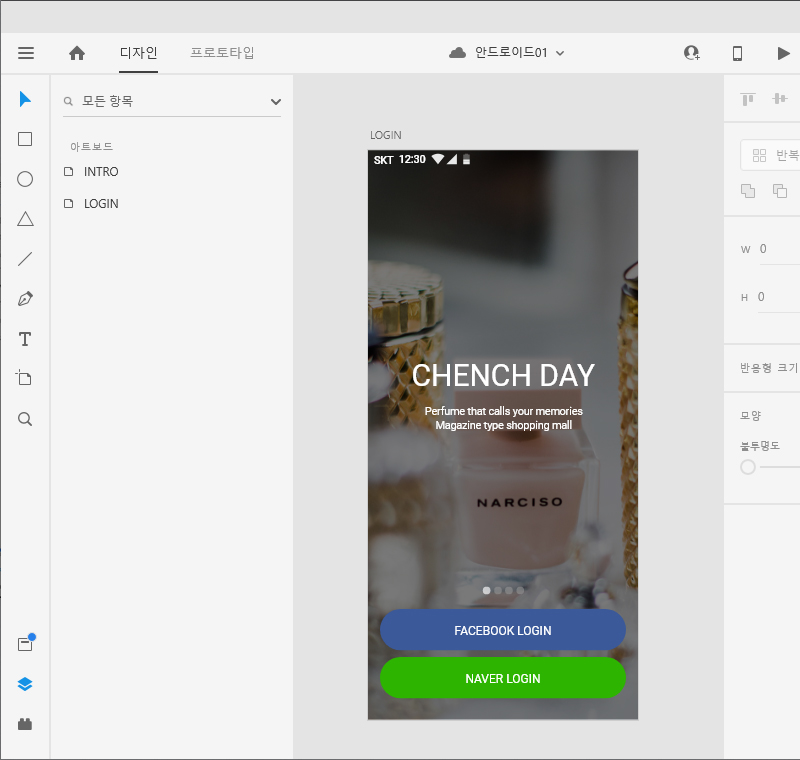 디자인
프로토타입
안드로이드01
모든 항목
아트보드
INTRO
LOGIN
LOGIN
SKT 12:30
CHENCH DAY
Perfume that calls your memories
Magazine type shopping mall
NARCISO
FACEBOOK LOGIN
NAVER LOGIN
반복
W 0
H 0
반응형 크기
모양
불투명도